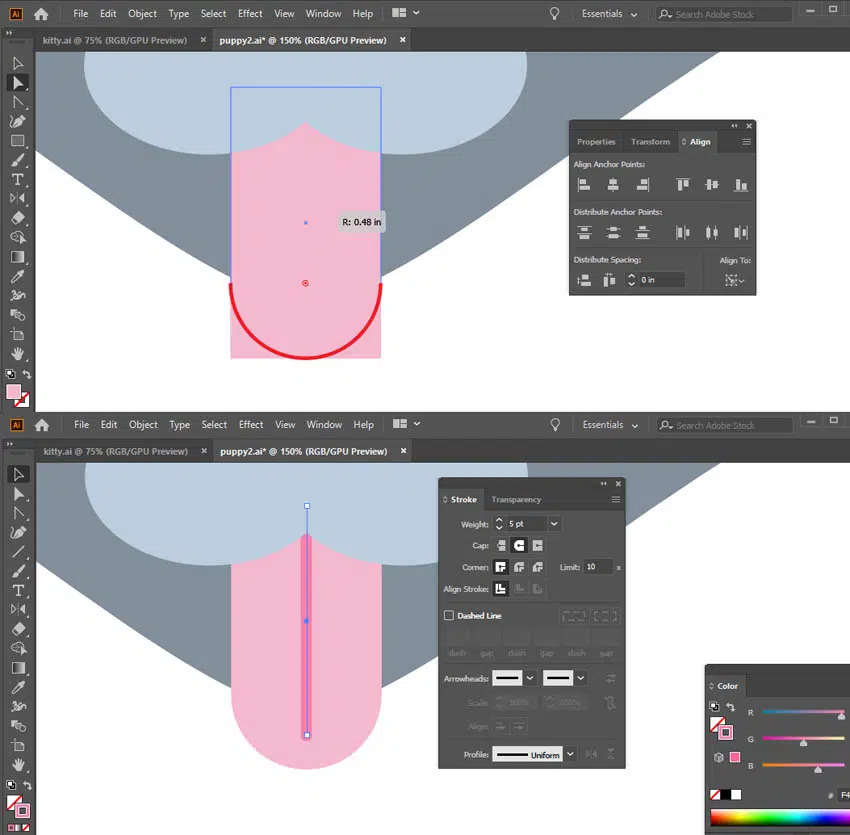 Ai File Edit Object Type Select Effect View Window Help Essentials Search Adobe Stock
kitty.ai @ 75% (RGB/GPU Preview) × puppy2.ai* @ 150% (RGB/GPU Preview) ×
Properties Transform Align
Align Anchor Points:
R: 0.48 in
Distribute Anchor Points:
Distribute Spacing: Align To:
0 in
Ai File Edit Object Type Select Effect View Window Help Essentials Search Adobe Stock
kitty.ai @ 75% (RGB/GPU Preview) × puppy2.ai* @ 150% (RGB/GPU Preview) ×
Stroke Transparency
Weight: 5 pt
Cap:
Corner: Limit: 10 x
Align Stroke:
Dashed Line
dash gap dash gap dash gap
Arrowheads:
Scale: 100% 100%
Align:
Profile: Uniform
Color
R
G
B
# F4